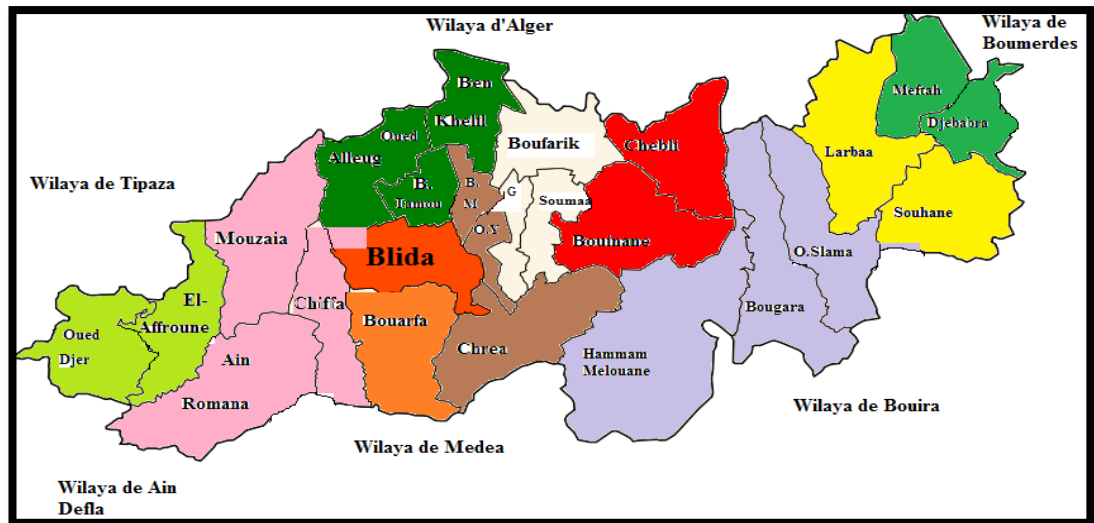 Wilaya d'Alger
Wilaya de
Boumerdes
Ben
Khelil
Meftah
Djebabra
Oued
Alleug
Boufarik
Chebli
Larbaa
B.
Tamou
B.
M
G
Soumaa
Souhane
Wilaya de Tipaza
Mouzaia
O.Y
Bouinane
Blida
O.Slama
El-
Affroune
Chiffa
Bougara
Bouarfa
Oued
Djer
Ain
Romana
Chrea
Hammam
Melouane
Wilaya de Bouira
Wilaya de Medea
Wilaya de Ain
Defla